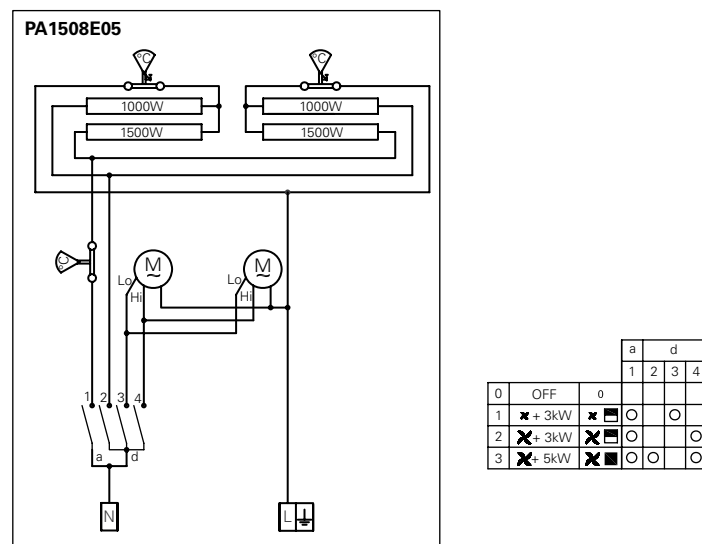 PA1508E05
°C °C
1000W 1000W
1500W 1500W
°C
M ~ M ~
Lo Lo
Hi Hi
1 2 3 4
a d
N L
a d
1 2 3 4
0 OFF 0
1 + 3kW O O
2 + 3kW O O
3 + 5kW O O O